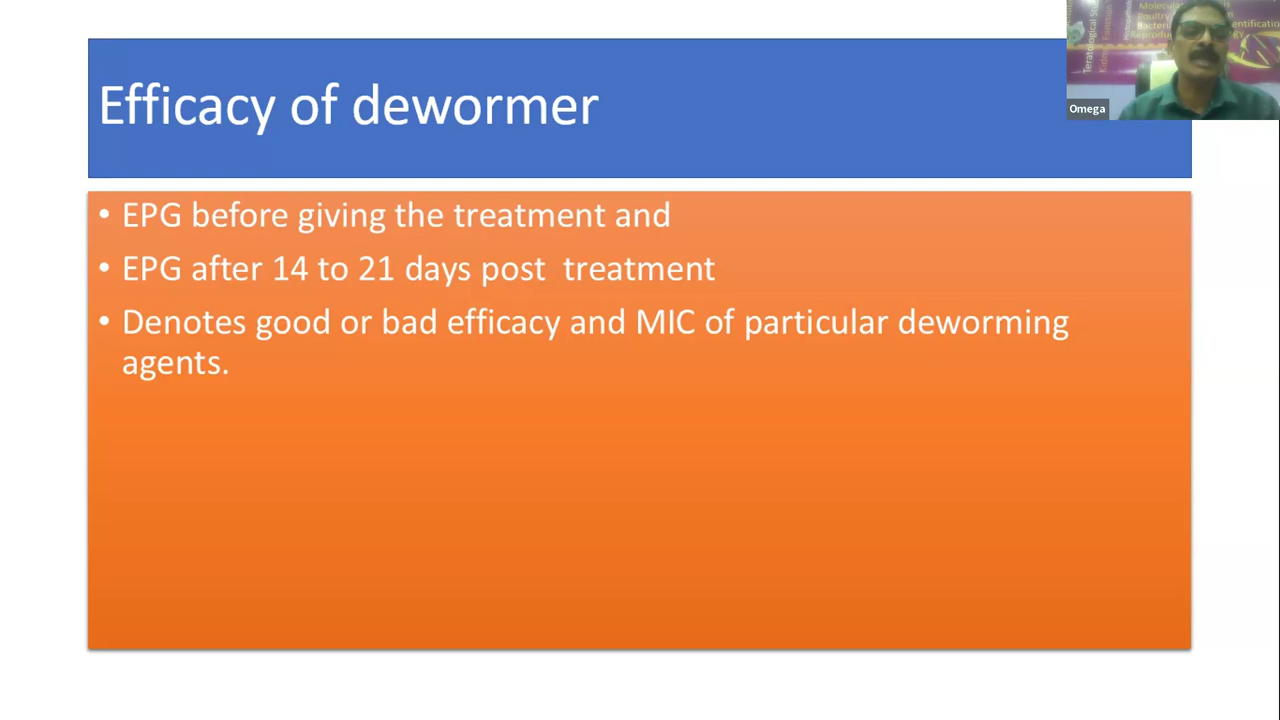 Efficacy of dewormer
• EPG before giving the treatment and
• EPG after 14 to 21 days post  treatment
• Denotes good or bad efficacy and MIC of particular deworming
agents.
Omega